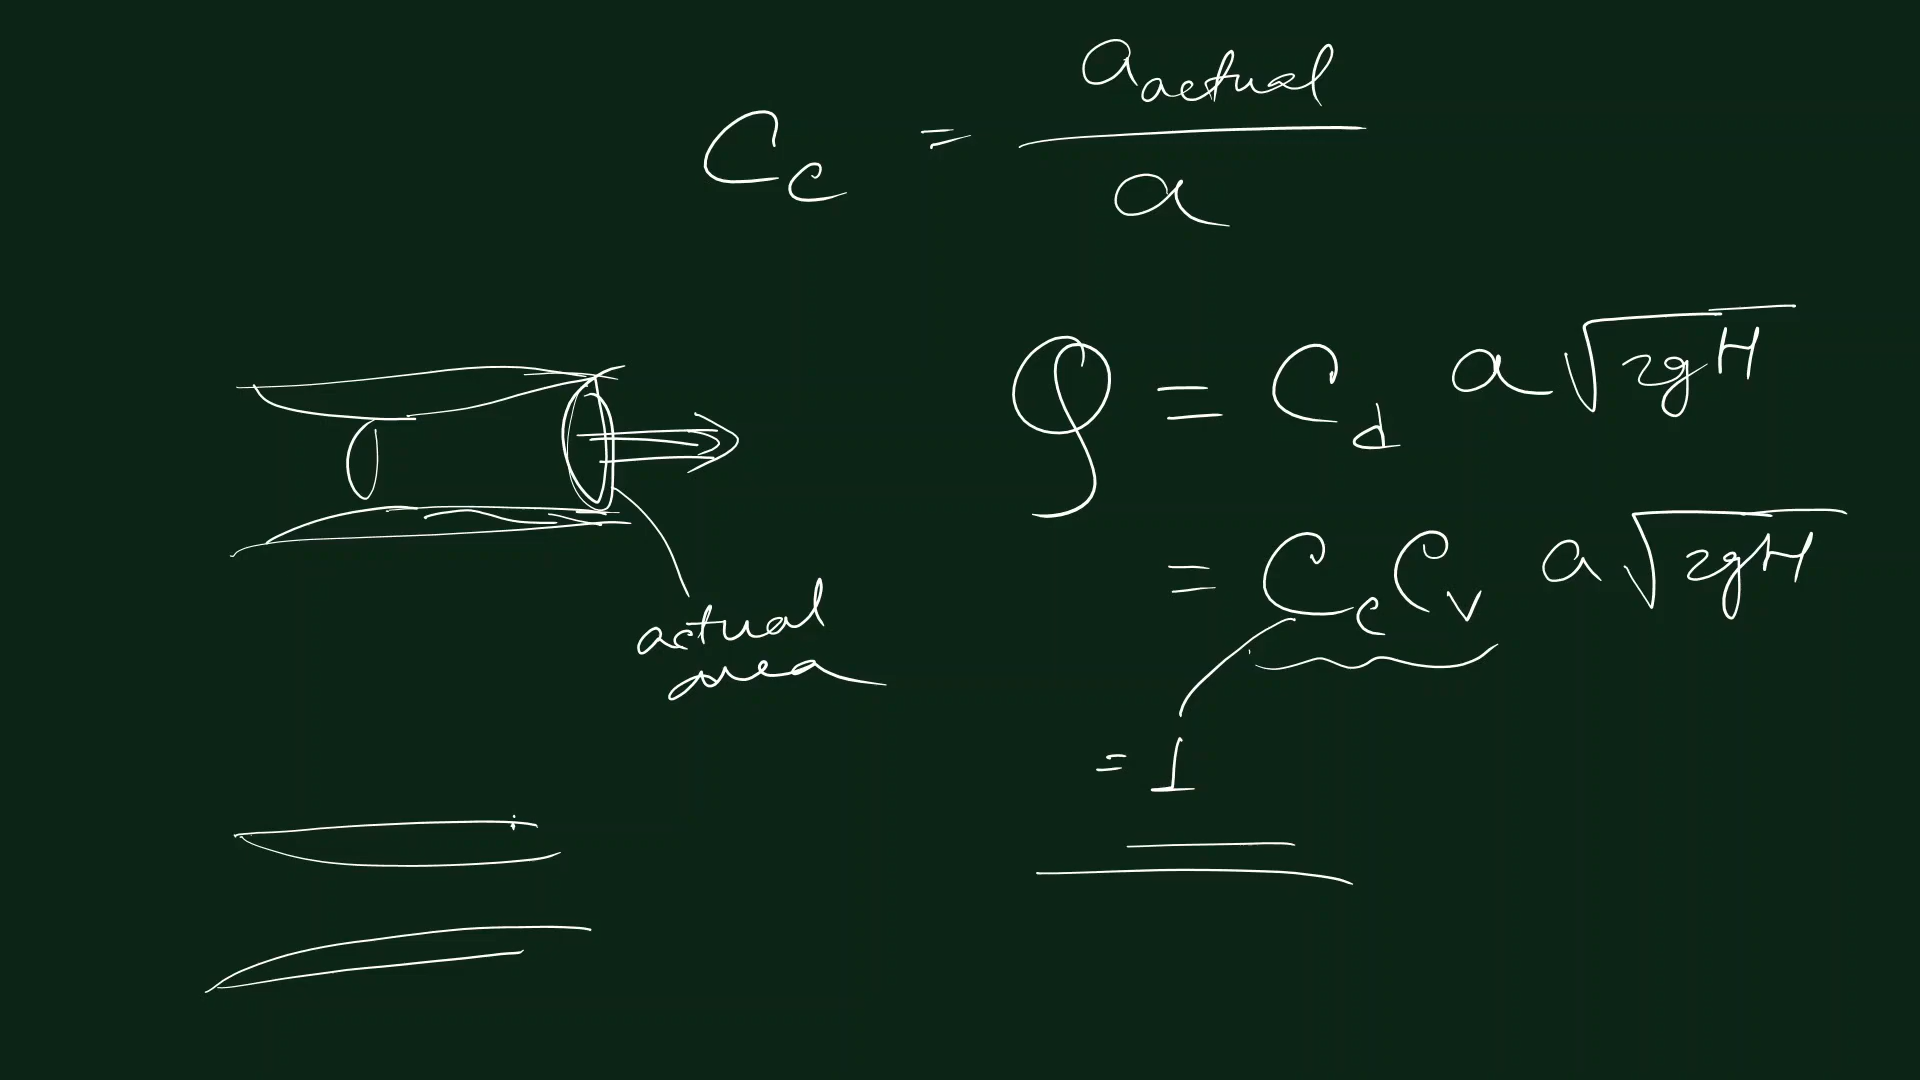 C_c = a_actual / a
Q = C_d a √2gH
= C_c C_v a √2gH
actual
area
= 1